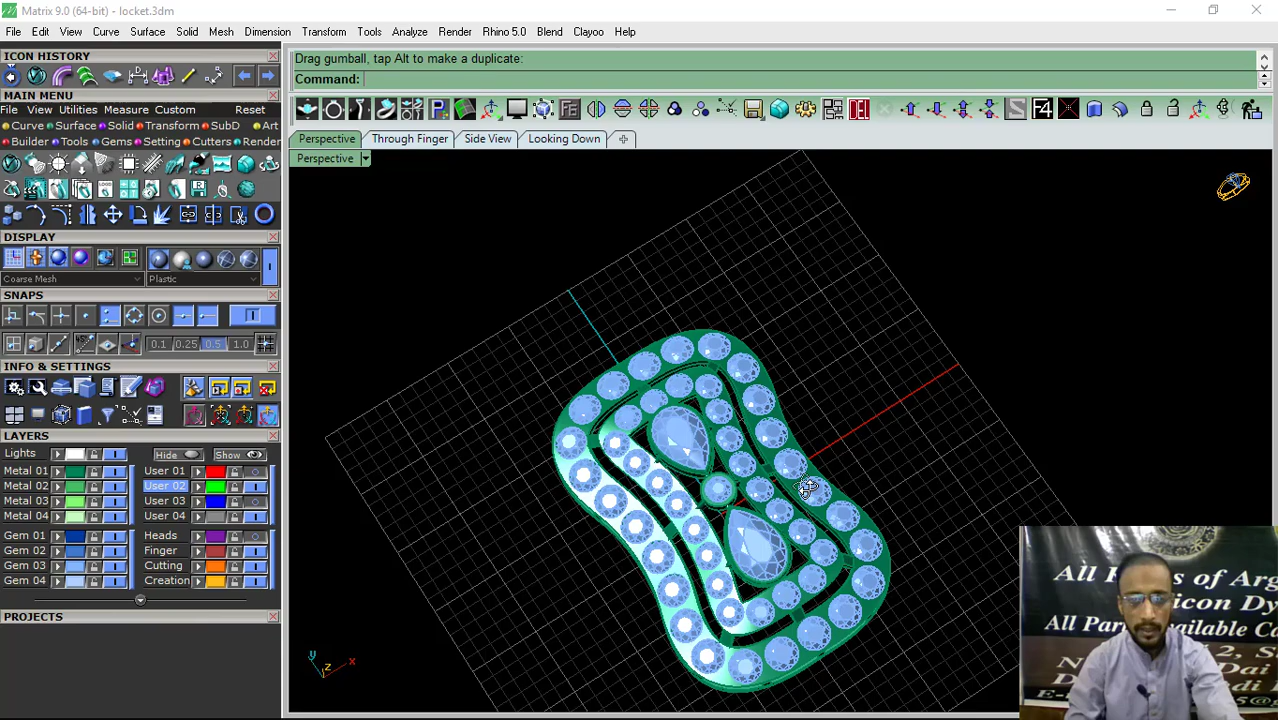 Matrix 9.0 (64-bit) - locket.3dm
File Edit View Curve Surface Solid Mesh Dimension Transform Tools Analyze Render Rhino 5.0 Blend Clayoo Help
ICON HISTORY
Drag gumball, tap Alt to make a duplicate:
Command:
MAIN MENU
File View Utilities Measure Custom Reset
Curve Surface Solid Transform SubD Art
Builder Tools Gems Setting Cutters Render
Perspective Through Finger Side View Looking Down
Perspective
F4
DEL
DISPLAY
Coarse Mesh Plastic
SNAPS
0.1 0.25 0.5 1.0
INFO & SETTINGS
LAYERS
Lights Hide Show
Metal 01 User 01
Metal 02 User 02
Metal 03 User 03
Metal 04 User 04
Gem 01 Heads
Gem 02 Finger
Gem 03 Cutting
Gem 04 Creation
PROJECTS
y
z
x
All
of Arg
icon Dy
All Par
vailable Ca